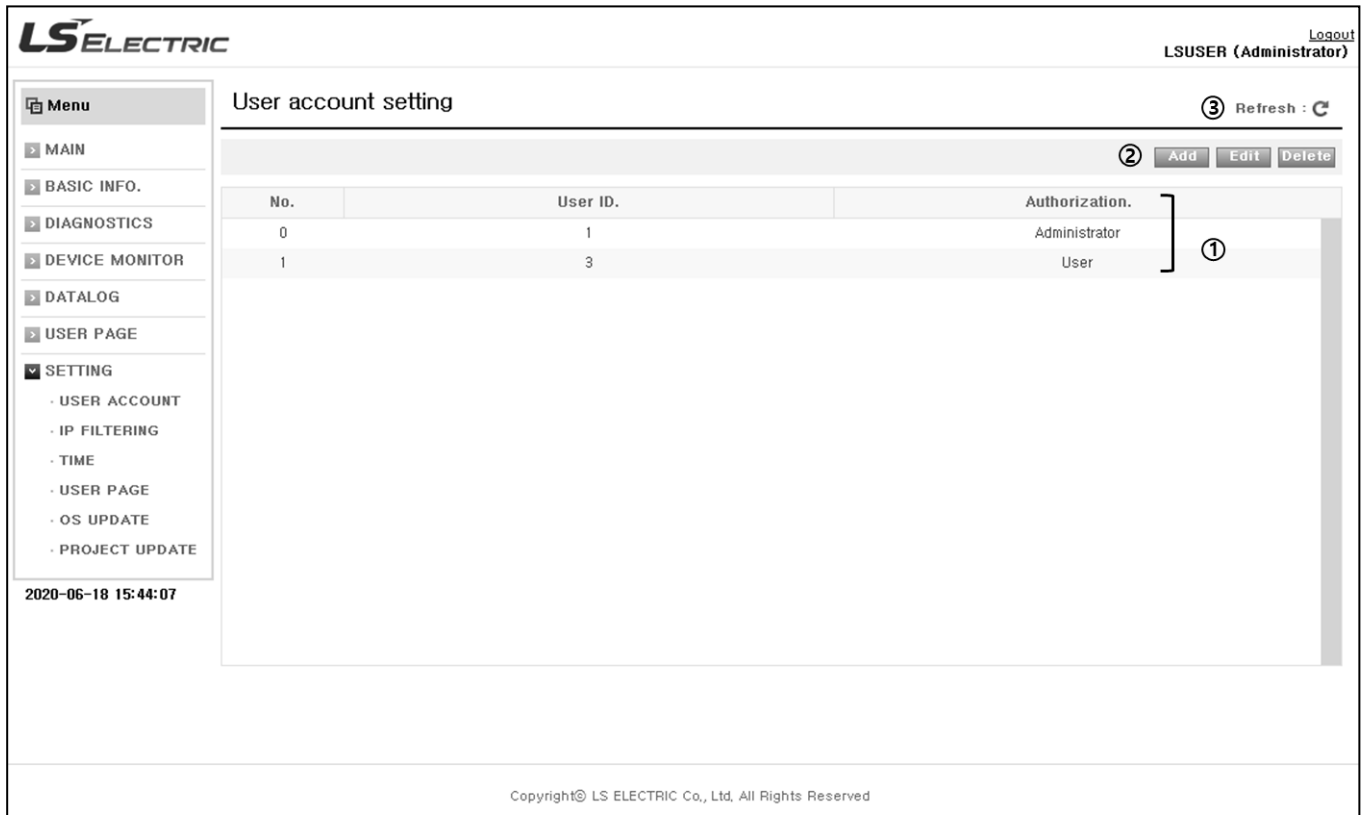 LS ELECTRIC
Logout
LSUSER (Administrator)
Menu
User account setting
③ Refresh :
MAIN
② Add Edit Delete
BASIC INFO.
No. User ID. Authorization.
DIAGNOSTICS
0 1 Administrator
①
DEVICE MONITOR
1 3 User
DATALOG
USER PAGE
SETTING
· USER ACCOUNT
· IP FILTERING
· TIME
· USER PAGE
· OS UPDATE
· PROJECT UPDATE
2020-06-18 15:44:07
Copyrightⓒ LS ELECTRIC Co,, Ltd, All Rights Reserved